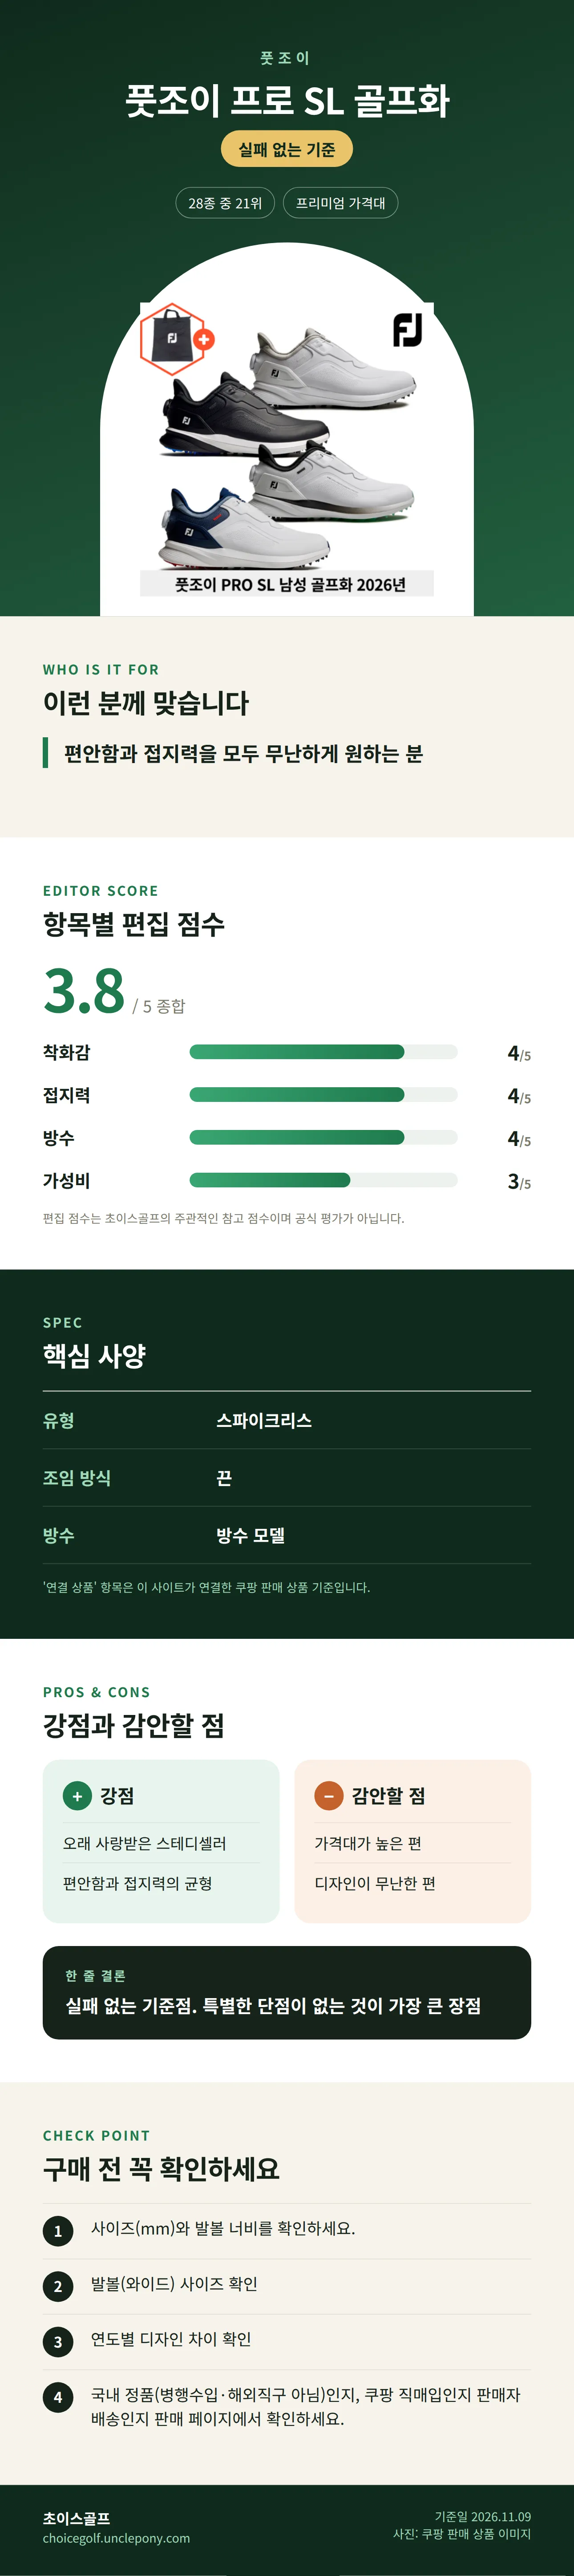 풋조이
풋조이 프로 SL 골프화
실패 없는 기준
28종 중 21위
프리미엄 가격대
FJ
풋조이 PRO SL 남성 골프화 2026년
WHO IS IT FOR
이런 분께 맞습니다
편안함과 접지력을 모두 무난하게 원하는 분
EDITOR SCORE
항목별 편집 점수
3.8 / 5 종합
착화감 4/5
접지력 4/5
방수 4/5
가성비 3/5
편집 점수는 초이스골프의 주관적인 참고 점수이며 공식 평가가 아닙니다.
SPEC
핵심 사양
유형 스파이크리스
조임 방식 끈
방수 방수 모델
'연결 상품' 항목은 이 사이트가 연결한 쿠팡 판매 상품 기준입니다.
PROS & CONS
강점과 감안할 점
+ 강점
오래 사랑받은 스테디셀러
편안함과 접지력의 균형
− 감안할 점
가격대가 높은 편
디자인이 무난한 편
한 줄 결론
실패 없는 기준점. 특별한 단점이 없는 것이 가장 큰 장점
CHECK POINT
구매 전 꼭 확인하세요
1 사이즈(mm)와 발볼 너비를 확인하세요.
2 발볼(와이드) 사이즈 확인
3 연도별 디자인 차이 확인
4 국내 정품(병행수입·해외직구 아님)인지, 쿠팡 직매입인지 판매자
배송인지 판매 페이지에서 확인하세요.
초이스골프
choicegolf.unclepony.com
기준일 2026.11.09
사진: 쿠팡 판매 상품 이미지